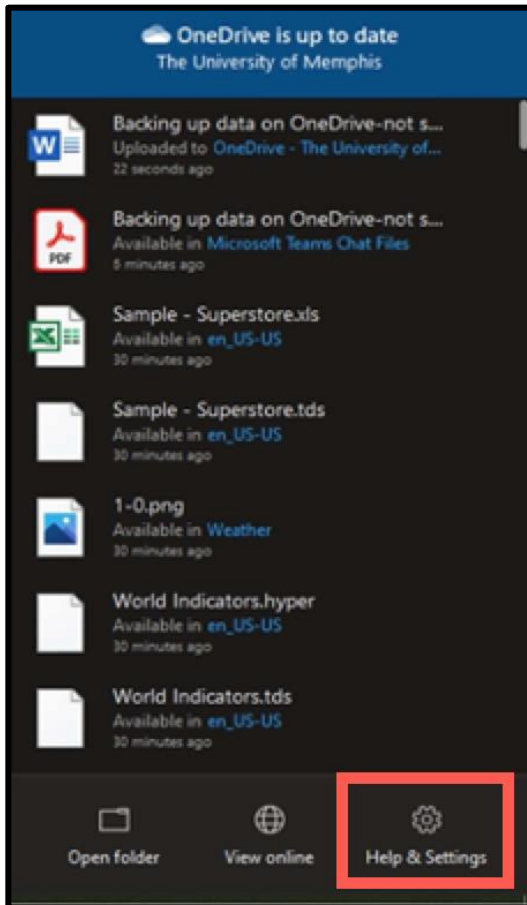 OneDrive is up to date
The University of Memphis
Backing up data on OneDrive-not s...
Uploaded to OneDrive - The University of...
22 seconds ago
Backing up data on OneDrive-not s...
Available in Microsoft Teams Chat Files
5 minutes ago
Sample - Superstore.xls
Available in en_US-US
30 minutes ago
Sample - Superstore.tds
Available in en_US-US
30 minutes ago
1-0.png
Available in Weather
30 minutes ago
World Indicators.hyper
Available in en_US-US
30 minutes ago
World Indicators.tds
Available in en_US-US
30 minutes ago
Open folder View online Help & Settings
W
PDF
X